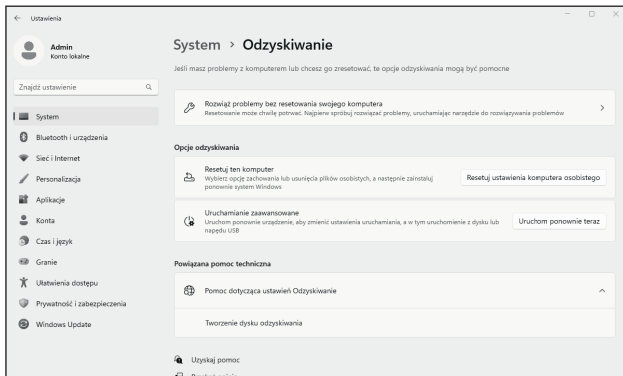 Ustawienia
Admin
Konto lokalne
Znajdź ustawienie
System
Bluetooth i urządzenia
Sieć i Internet
Personalizacja
Aplikacje
Konta
Czas i język
Granie
Ułatwienia dostępu
Prywatność i zabezpieczenia
Windows Update
System > Odzyskiwanie
Jeśli masz problemy z komputerem lub chcesz go zresetować, te opcje odzyskiwania mogą być pomocne
Rozwiąż problemy bez resetowania swojego komputera
Resetowanie może chwilę potrwać. Najpierw spróbuj rozwiązać problemy, uruchamiając narzędzie do rozwiązywania problemów
Opcje odzyskiwania
Resetuj ten komputer
Wybierz opcję zachowania lub usunięcia plików osobistych, a następnie zainstaluj
ponownie system Windows
Resetuj ustawienia komputera osobistego
Uruchamianie zaawansowane
Uruchom ponownie urządzenie, aby zmienić ustawienia uruchamiania, a w tym uruchomienie z dysku lub
napędu USB
Uruchom ponownie teraz
Powiązana pomoc techniczna
Pomoc dotycząca ustawień Odzyskiwanie
Tworzenie dysku odzyskiwania
Uzyskaj pomoc